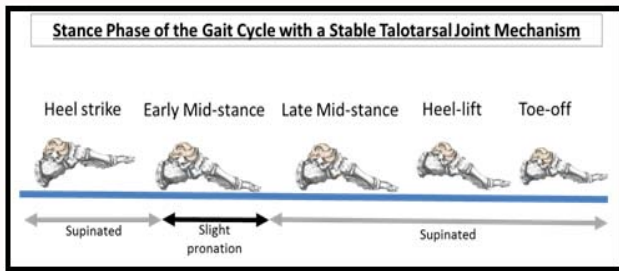 Stance Phase of the Gait Cycle with a Stable Talotarsal Joint Mechanism
Heel strike Early Mid-stance Late Mid-stance Heel-lift Toe-off
Supinated Slight Supinated
pronation